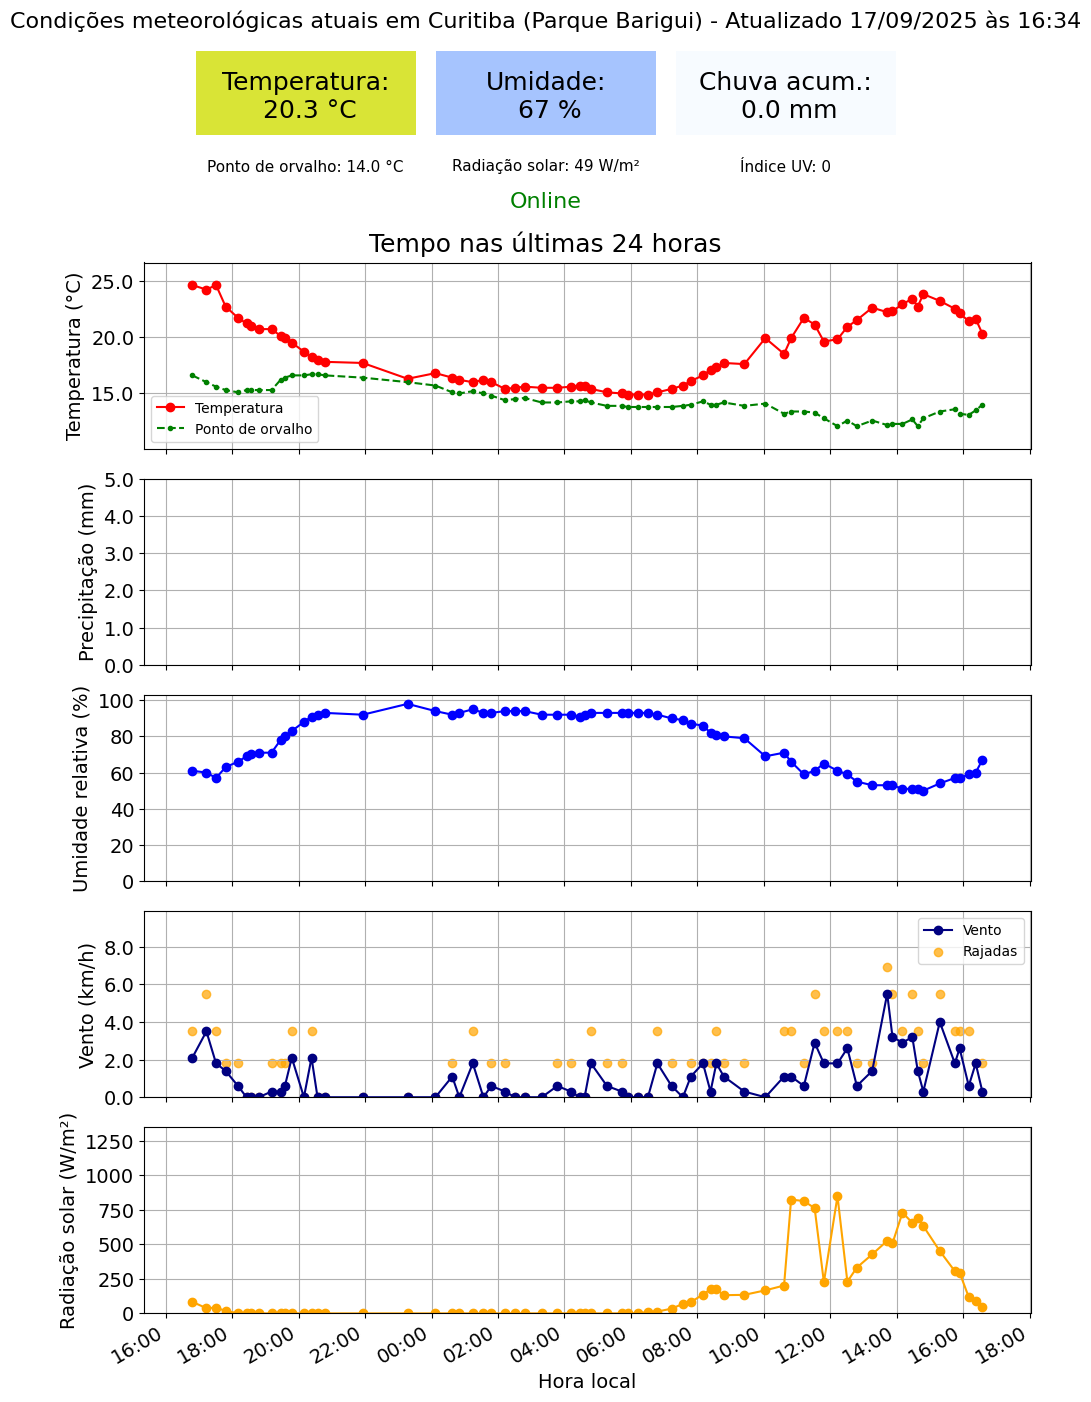 Condições meteorológicas atuais em Curitiba (Parque Barigui) - Atualizado 17/09/2025 às 16:34
Temperatura:
20.3 °C
Umidade:
67 %
Chuva acum.:
0.0 mm
Ponto de orvalho: 14.0 °C
Radiação solar: 49 W/m²
Índice UV: 0
Online
Tempo nas últimas 24 horas
Temperatura (°C)
25.0
20.0
15.0
Temperatura
Ponto de orvalho
Precipitação (mm)
5.0
4.0
3.0
2.0
1.0
0.0
Umidade relativa (%)
100
80
60
40
20
0
Vento (km/h)
8.0
6.0
4.0
2.0
0.0
Vento
Rajadas
Radiação solar (W/m²)
1250
1000
750
500
250
0
16:00
18:00
20:00
22:00
00:00
02:00
04:00
06:00
08:00
10:00
12:00
14:00
16:00
18:00
Hora local